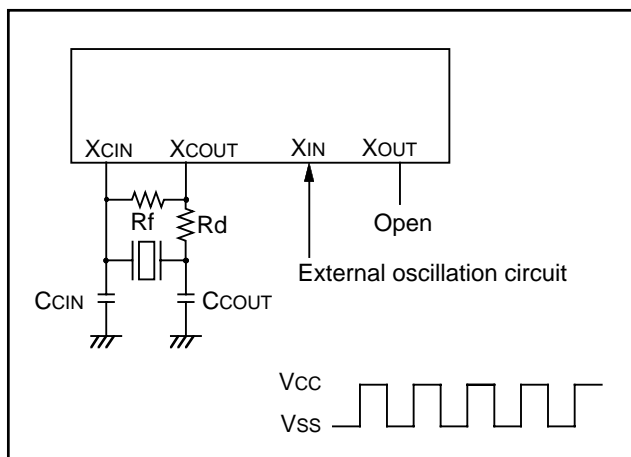 XCIN XCOUT XIN XOUT
Rf
Rd
Open
External oscillation circuit
CCIN
CCOUT
VCC
VSS